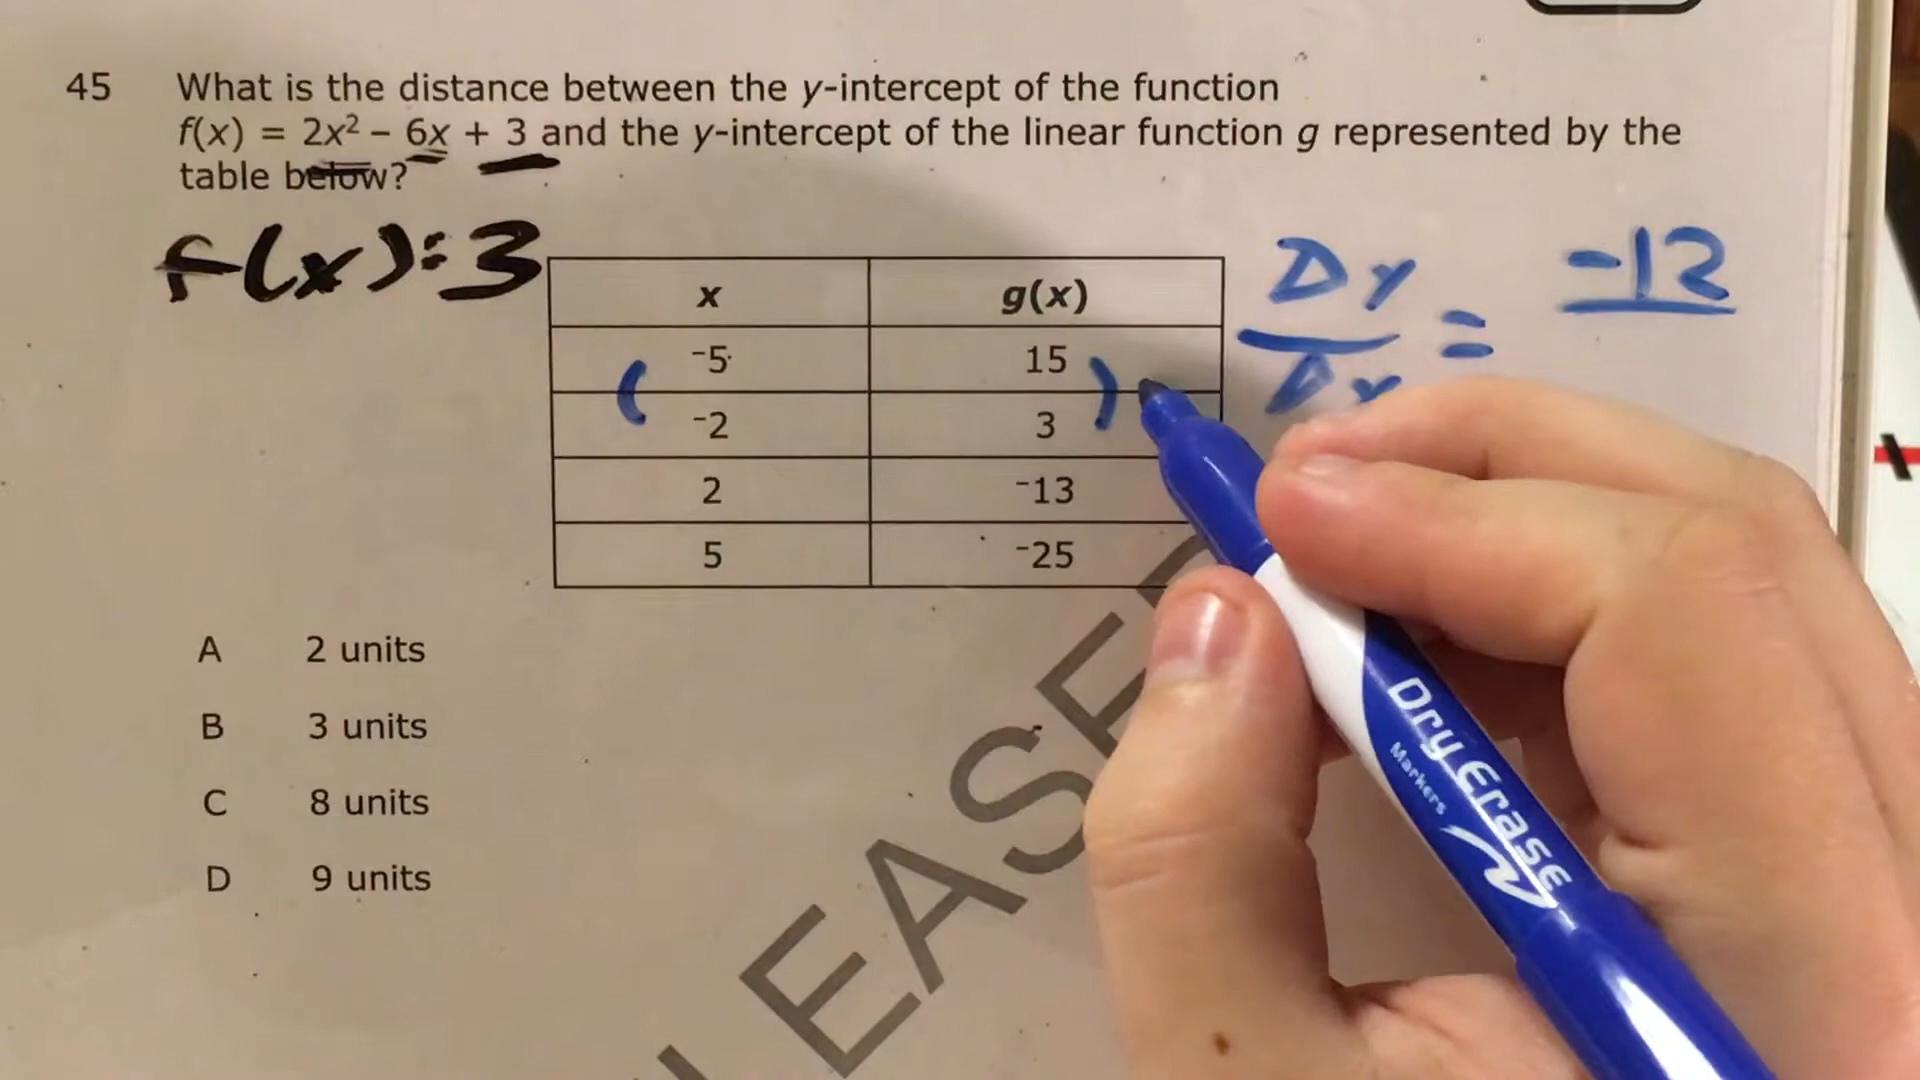 45 What is the distance between the y-intercept of the function
f(x) = 2x² – 6x + 3 and the y-intercept of the linear function g represented by the
table below?
f(x)=3
Δy = -12
Δx
x g(x)
⁻5 15
⁻2 3
2 ⁻13
5 ⁻25
( )
A 2 units
B 3 units
C 8 units
D 9 units
EASE
Dry Erase
Markers